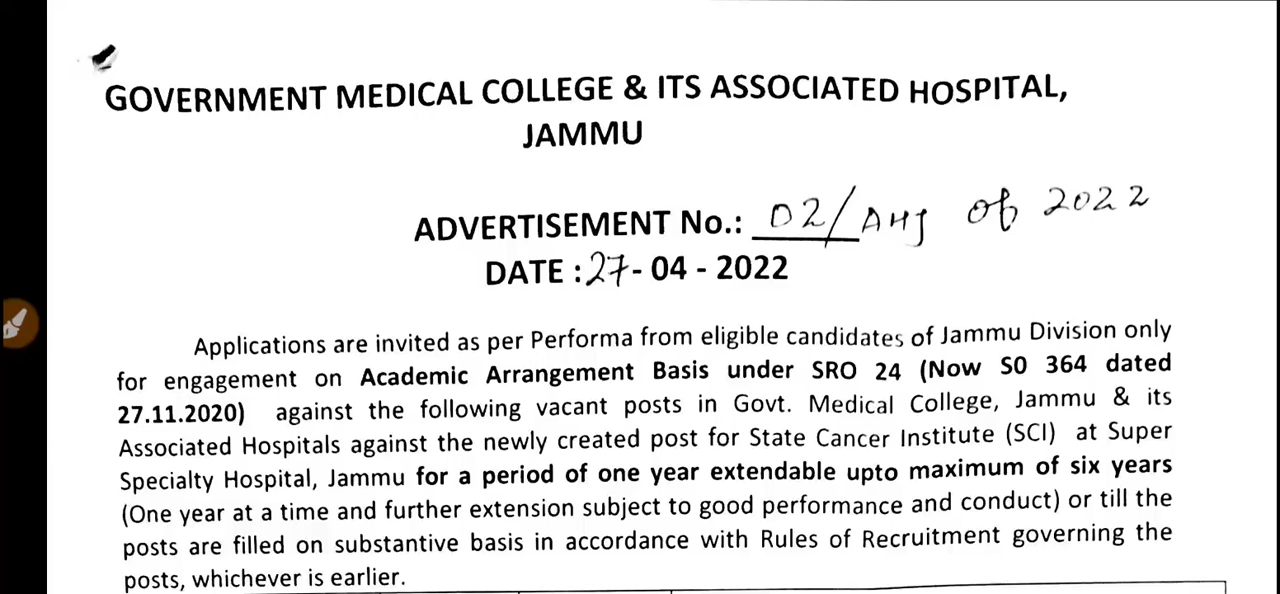 GOVERNMENT MEDICAL COLLEGE & ITS ASSOCIATED HOSPITAL,
JAMMU
ADVERTISEMENT No.: 02/AHJ of 2022
DATE : 27- 04 - 2022
Applications are invited as per Performa from eligible candidates of Jammu Division only
for engagement on Academic Arrangement Basis under SRO 24 (Now S0 364 dated
27.11.2020) against the following vacant posts in Govt. Medical College, Jammu & its
Associated Hospitals against the newly created post for State Cancer Institute (SCI) at Super
Specialty Hospital, Jammu for a period of one year extendable upto maximum of six years
(One year at a time and further extension subject to good performance and conduct) or till the
posts are filled on substantive basis in accordance with Rules of Recruitment governing the
posts, whichever is earlier.